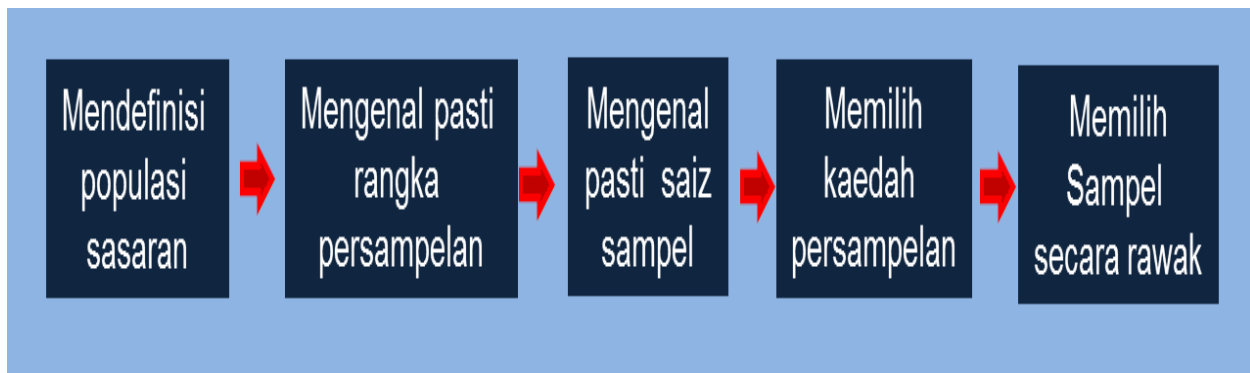 Mendefinisi
populasi
sasaran
Mengenal pasti
rangka
persampelan
Mengenal
pasti saiz
sampel
Memilih
kaedah
persampelan
Memilih
Sampel
secara rawak